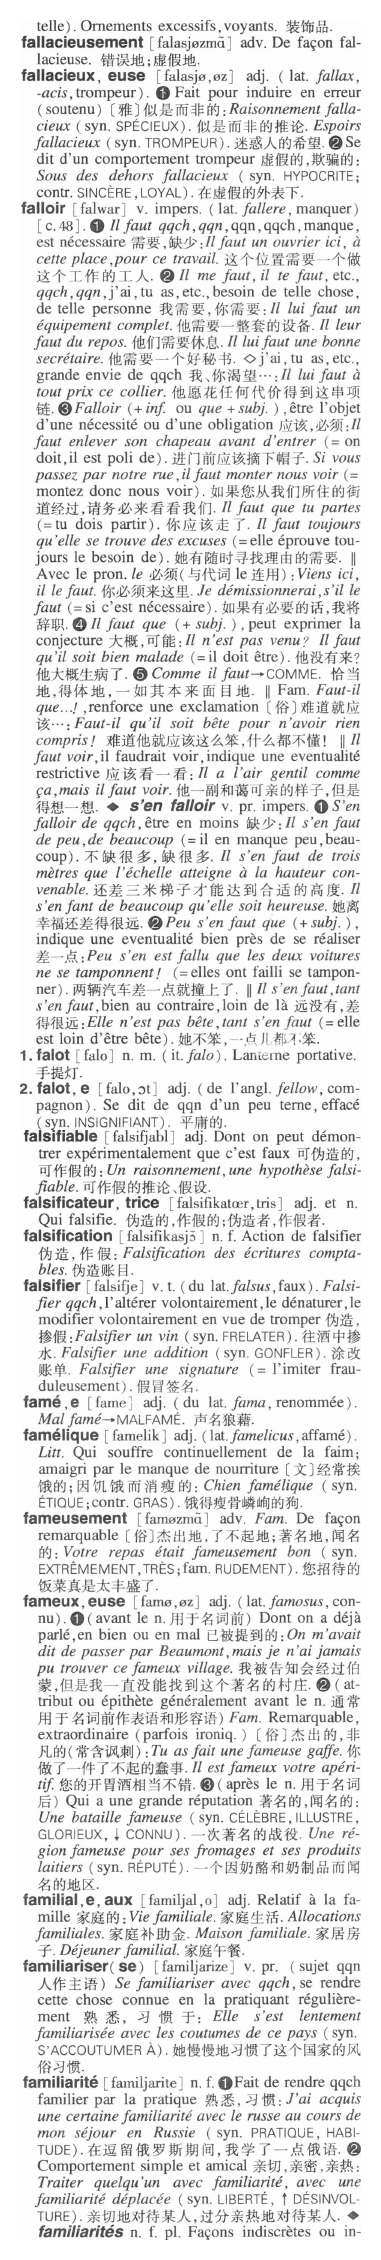 telle). Ornements excessifs, voyants. 装饰品.
fallacieusement [falasjøzmã] adv. De façon fal-
lacieuse. 错误地;虚假地.
fallacieux, euse [falasjø,øz] adj. ( lat. fallax,
-acis, trompeur). ❶ Fait pour induire en erreur
(soutenu) [雅]似是而非的: Raisonnement falla-
cieux (syn. SPÉCIEUX). 似是而非的推论. Espoirs
fallacieux (syn. TROMPEUR). 迷惑人的希望. ❷ Se
dit d'un comportement trompeur 虚假的,欺骗的:
Sous des dehors fallacieux ( syn. HYPOCRITE;
contr. SINCÈRE, LOYAL). 在虚假的外表下.
falloir [falwar] v. impers. ( lat. fallere, manquer)
[c. 48]. ❶ Il faut qqch, qqn, qqn, qqch, manque,
est nécessaire 需要,缺少: Il faut un ouvrier ici, à
cette place, pour ce travail. 这个位置需要一个做
这个工作的工人. ❷ Il me faut, il te faut, etc.,
qqch, qqn, j'ai, tu as, etc., besoin de telle chose,
de telle personne 我需要,你需要: Il lui faut un
équipement complet. 他需要一整套的设备. Il leur
faut du repos. 他们需要休息. Il lui faut une bonne
secrétaire. 他需要一个好秘书. ◇ j'ai, tu as, etc.,
grande envie de qqch 我、你渴望…: Il lui faut à
tout prix ce collier. 他愿花任何代价得到这串项
链. ❸ Falloir (+ inf. ou que + subj. ), être l'objet
d'une nécessité ou d'une obligation 应该,必须: Il
faut enlever son chapeau avant d'entrer (= on
doit, il est poli de). 进门前应该摘下帽子. Si vous
passez par notre rue, il faut monter nous voir (=
montez donc nous voir). 如果您从我们所住的街
道经过,请务必来看看我们. Il faut que tu partes
(= tu dois partir). 你应该走了. Il faut toujours
qu'elle se trouve des excuses (= elle éprouve tou-
jours le besoin de). 她有随时寻找理由的需要. ‖
Avec le pron. le 必须(与代词 le 连用): Viens ici,
il le faut. 你必须来这里. Je démissionnerai, s'il le
faut (= si c'est nécessaire). 如果有必要的话,我将
辞职. ❹ Il faut que ( + subj. ), peut exprimer la
conjecture 大概,可能: Il n'est pas venu? Il faut
qu'il soit bien malade (= il doit être). 他没有来?
他大概生病了. ❺ Comme il faut→COMME. 恰当
地,得体地,一如其本来面目地. ‖ Fam. Faut-il
que…!, renforce une exclamation [俗]难道就应
该…: Faut-il qu'il soit bête pour n'avoir rien
compris! 难道他就应该这么笨,什么都不懂! ‖ Il
faut voir, il faudrait voir, indique une eventualité
restrictive 应该看一看: Il a l'air gentil comme
ça, mais il faut voir. 他一副和蔼可亲的样子,但是
得想一想. ◆ s'en falloir v. pr. impers. ❶ S'en
falloir de qqch, être en moins 缺少: Il s'en faut
de peu, de beaucoup (= il en manque peu, beau-
coup). 不缺很多,缺很多. Il s'en faut de trois
mètres que l'échelle atteigne à la hauteur con-
venable. 还差三米梯子才能达到合适的高度. Il
s'en fant de beaucoup qu'elle soit heureuse. 她离
幸福还差得很远. ❷ Peu s'en faut que (+ subj. ),
indique une eventualité bien près de se réaliser
差一点: Peu s'en est fallu que les deux voitures
ne se tamponnent! (= elles ont failli se tampon-
ner). 两辆汽车差一点就撞上了. ‖ Il s'en faut, tant
s'en faut, bien au contraire, loin de là 远没有,差
得很远: Elle n'est pas bête, tant s'en faut (= elle
est loin d'être bête). 她不笨,一点儿都不笨.
1. falot [falo] n. m. (it. falo). Lanterne portative.
手提灯.
2. falot, e [falo,ɔt] adj. ( de l'angl. fellow, com-
pagnon). Se dit de qqn d'un peu terne, effacé
(syn. INSIGNIFIANT). 平庸的.
falsifiable [falsifjabl] adj. Dont on peut démon-
trer expérimentalement que c'est faux 可伪造的,
可作假的: Un raisonnement, une hypothèse falsi-
fiable. 可作假的推论、假设.
falsificateur, trice [falsifikatœr,tris] adj. et n.
Qui falsifie. 伪造的,作假的;伪造者,作假者.
falsification [falsifikasjɔ̃] n. f. Action de falsifier
伪造,作假: Falsification des écritures compta-
bles. 伪造账目.
falsifier [falsifje] v. t. (du lat. falsus, faux). Falsi-
fier qqch, l'altérer volontairement, le dénaturer, le
modifier volontairement en vue de tromper 伪造,
掺假: Falsifier un vin (syn. FRELATER). 往酒中掺
水. Falsifier une addition (syn. GONFLER). 涂改
账单. Falsifier une signature (= l'imiter frau-
duleusement). 假冒签名.
famé, e [fame] adj. (du lat. fama, renommée).
Mal famé→MALFAMÉ. 声名狼藉.
famélique [famelik] adj. (lat. famelicus, affamé).
Litt. Qui souffre continuellement de la faim;
amaigri par le manque de nourriture [文]经常挨
饿的;因饥饿而消瘦的: Chien famélique ( syn.
ÉTIQUE; contr. GRAS). 饿得瘦骨嶙峋的狗.
fameusement [famøzmã] adv. Fam. De façon
remarquable [俗]杰出地,了不起地;著名地,闻名
的: Votre repas était fameusement bon ( syn.
EXTRÊMEMENT, TRÈS; fam. RUDEMENT). 您招待的
饭菜真是太丰盛了.
fameux, euse [famø,øz] adj. (lat. famosus, con-
nu). ❶ (avant le n. 用于名词前) Dont on a déjà
parlé, en bien ou en mal 已被提到的: On m'avait
dit de passer par Beaumont, mais je n'ai jamais
pu trouver ce fameux village. 我被告知会经过伯
蒙,但是我一直没能找到这个著名的村庄. ❷ (at-
tribut ou épithète généralement avant le n. 通常
用于名词前作表语和形容语) Fam. Remarquable,
extraordinaire (parfois ironiq. ) [俗]杰出的,非
凡的(常含讽刺): Tu as fait une fameuse gaffe. 你
做了一件了不起的蠢事. Il est fameux votre apéri-
tif. 您的开胃酒相当不错. ❸ (après le n. 用于名词
后) Qui a une grande réputation 著名的,闻名的:
Une bataille fameuse (syn. CÉLÈBRE, ILLUSTRE,
GLORIEUX, ↓ CONNU). 一次著名的战役. Une ré-
gion fameuse pour ses fromages et ses produits
laitiers (syn. RÉPUTÉ). 一个因奶酪和奶制品而闻
名的地区.
familial, e, aux [familjal,o] adj. Relatif à la fa-
mille 家庭的: Vie familiale. 家庭生活. Allocations
familiales. 家庭补助金. Maison familiale. 家居房
子. Déjeuner familial. 家庭午餐.
familiariser(se) [familjarize] v. pr. ( sujet qqn
人作主语) Se familiariser avec qqch, se rendre
cette chose connue en la pratiquant régulière-
ment 熟悉,习惯于: Elle s'est lentement
familiarisée avec les coutumes de ce pays (syn.
S'ACCOUTUMER À). 她慢慢地习惯了这个国家的风
俗习惯.
familiarité [familjarite] n. f. ❶ Fait de rendre qqch
familier par la pratique 熟悉,习惯: J'ai acquis
une certaine familiarité avec le russe au cours de
mon séjour en Russie ( syn. PRATIQUE, HABI-
TUDE). 在逗留俄罗斯期间,我学了一点俄语. ❷
Comportement simple et amical 亲切,亲密,亲热:
Traiter quelqu'un avec familiarité, avec une
familiarité déplacée (syn. LIBERTÉ, ↑ DÉSINVOL-
TURE). 亲切地对待某人,过分亲热地对待某人. ◆
familiarités n. f. pl. Façons indiscrètes ou in-